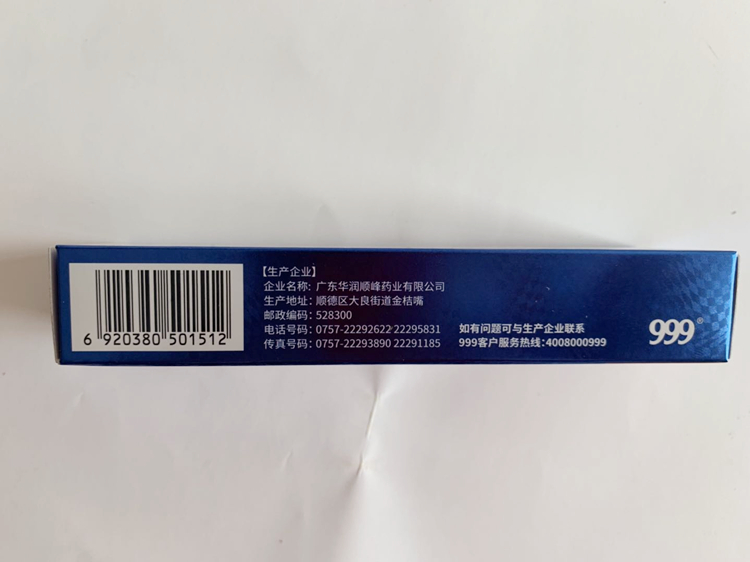 【生产企业】
企业名称：广东华润顺峰药业有限公司
生产地址：顺德区大良街道金桔嘴
邮政编码：528300
电话号码：0757-22292622 22295831
传真号码：0757-22293890 22291185
如有问题可与生产企业联系
999客户服务热线：4008000999
999®
6 920380 501512